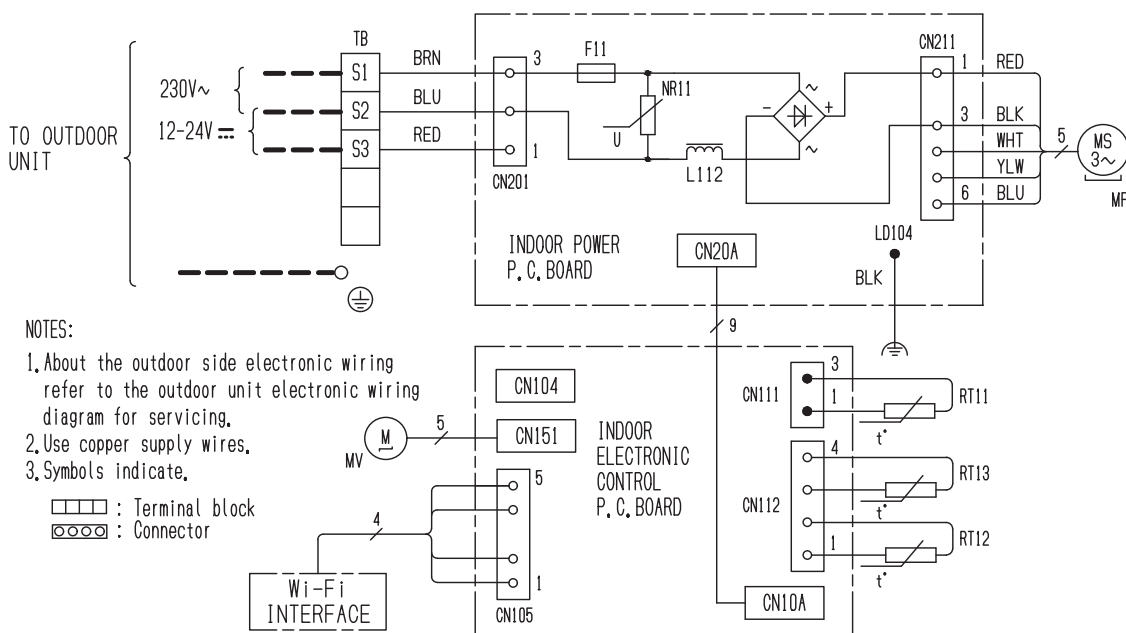 TO OUTDOOR
UNIT
230V~
12-24V ⎓
TB
S1
S2
S3
BRN
BLU
RED
3
1
CN201
F11
NR11
U
L112
~
-
+
~
CN211
1
3
6
RED
BLK
WHT
YLW
BLU
5
MS
3~
MF
INDOOR POWER
P.C.BOARD
CN20A
LD104
BLK
9
NOTES:
1. About the outdoor side electronic wiring
refer to the outdoor unit electronic wiring
diagram for servicing.
2. Use copper supply wires.
3. Symbols indicate.
: Terminal block
: Connector
M
MV
5
CN104
CN151
INDOOR
ELECTRONIC
CONTROL
P.C.BOARD
5
1
CN105
4
Wi-Fi
INTERFACE
CN111
3
1
RT11
t°
CN112
4
1
RT13
t°
RT12
t°
CN10A